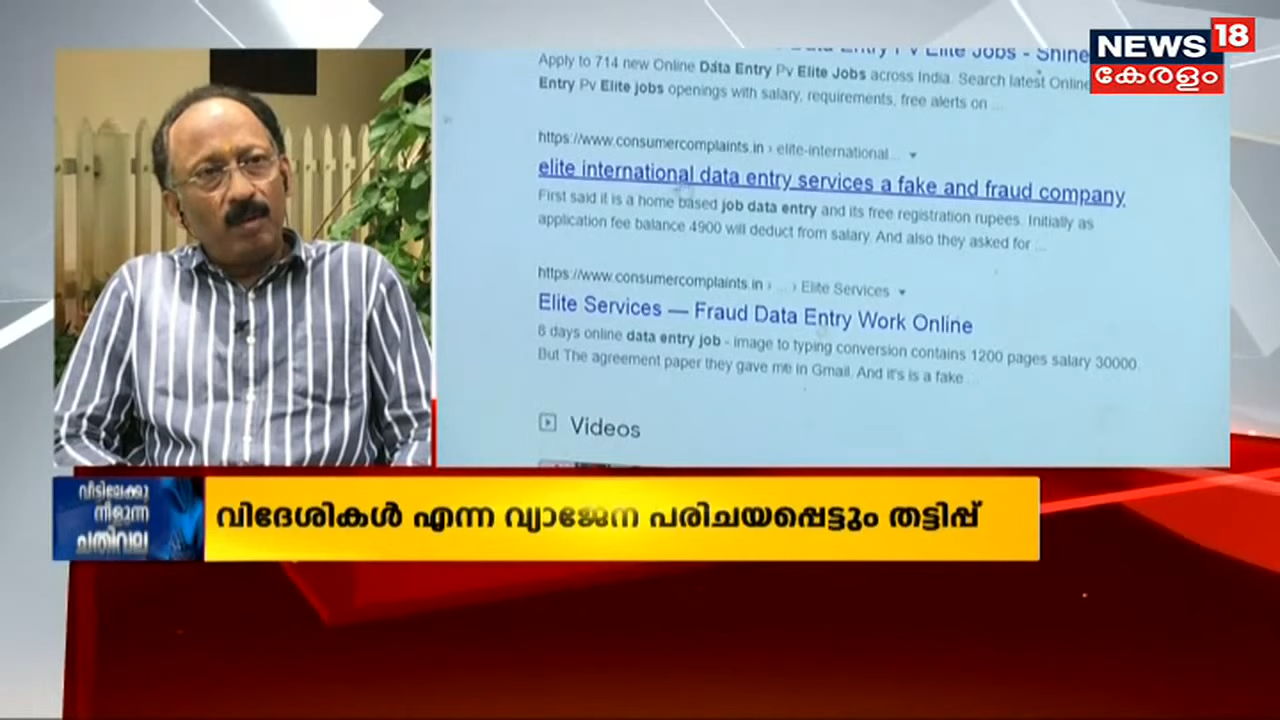 NEWS 18
കേരളം
Apply to 714 new Online Data Entry Pv Elite Jobs across India. Search latest Online
Entry Pv Elite jobs openings with salary, requirements, free alerts on ...
https://www.consumercomplaints.in › elite-international...
elite international data entry services a fake and fraud company
First said it is a home based job data entry and its free registration rupees. Initially as
application fee balance 4900 will deduct from salary. And also they asked for ...
https://www.consumercomplaints.in › ... › Elite Services
Elite Services — Fraud Data Entry Work Online
8 days online data entry job - image to typing conversion contains 1200 pages salary 30000.
But The agreement paper they gave me in Gmail. And it's is a fake ...
Videos
വീട്ടിലേക്കു
നീളുന്ന
ചതിവല
വിദേശികൾ എന്ന വ്യാജേന പരിചയപ്പെട്ടും തട്ടിപ്പ്